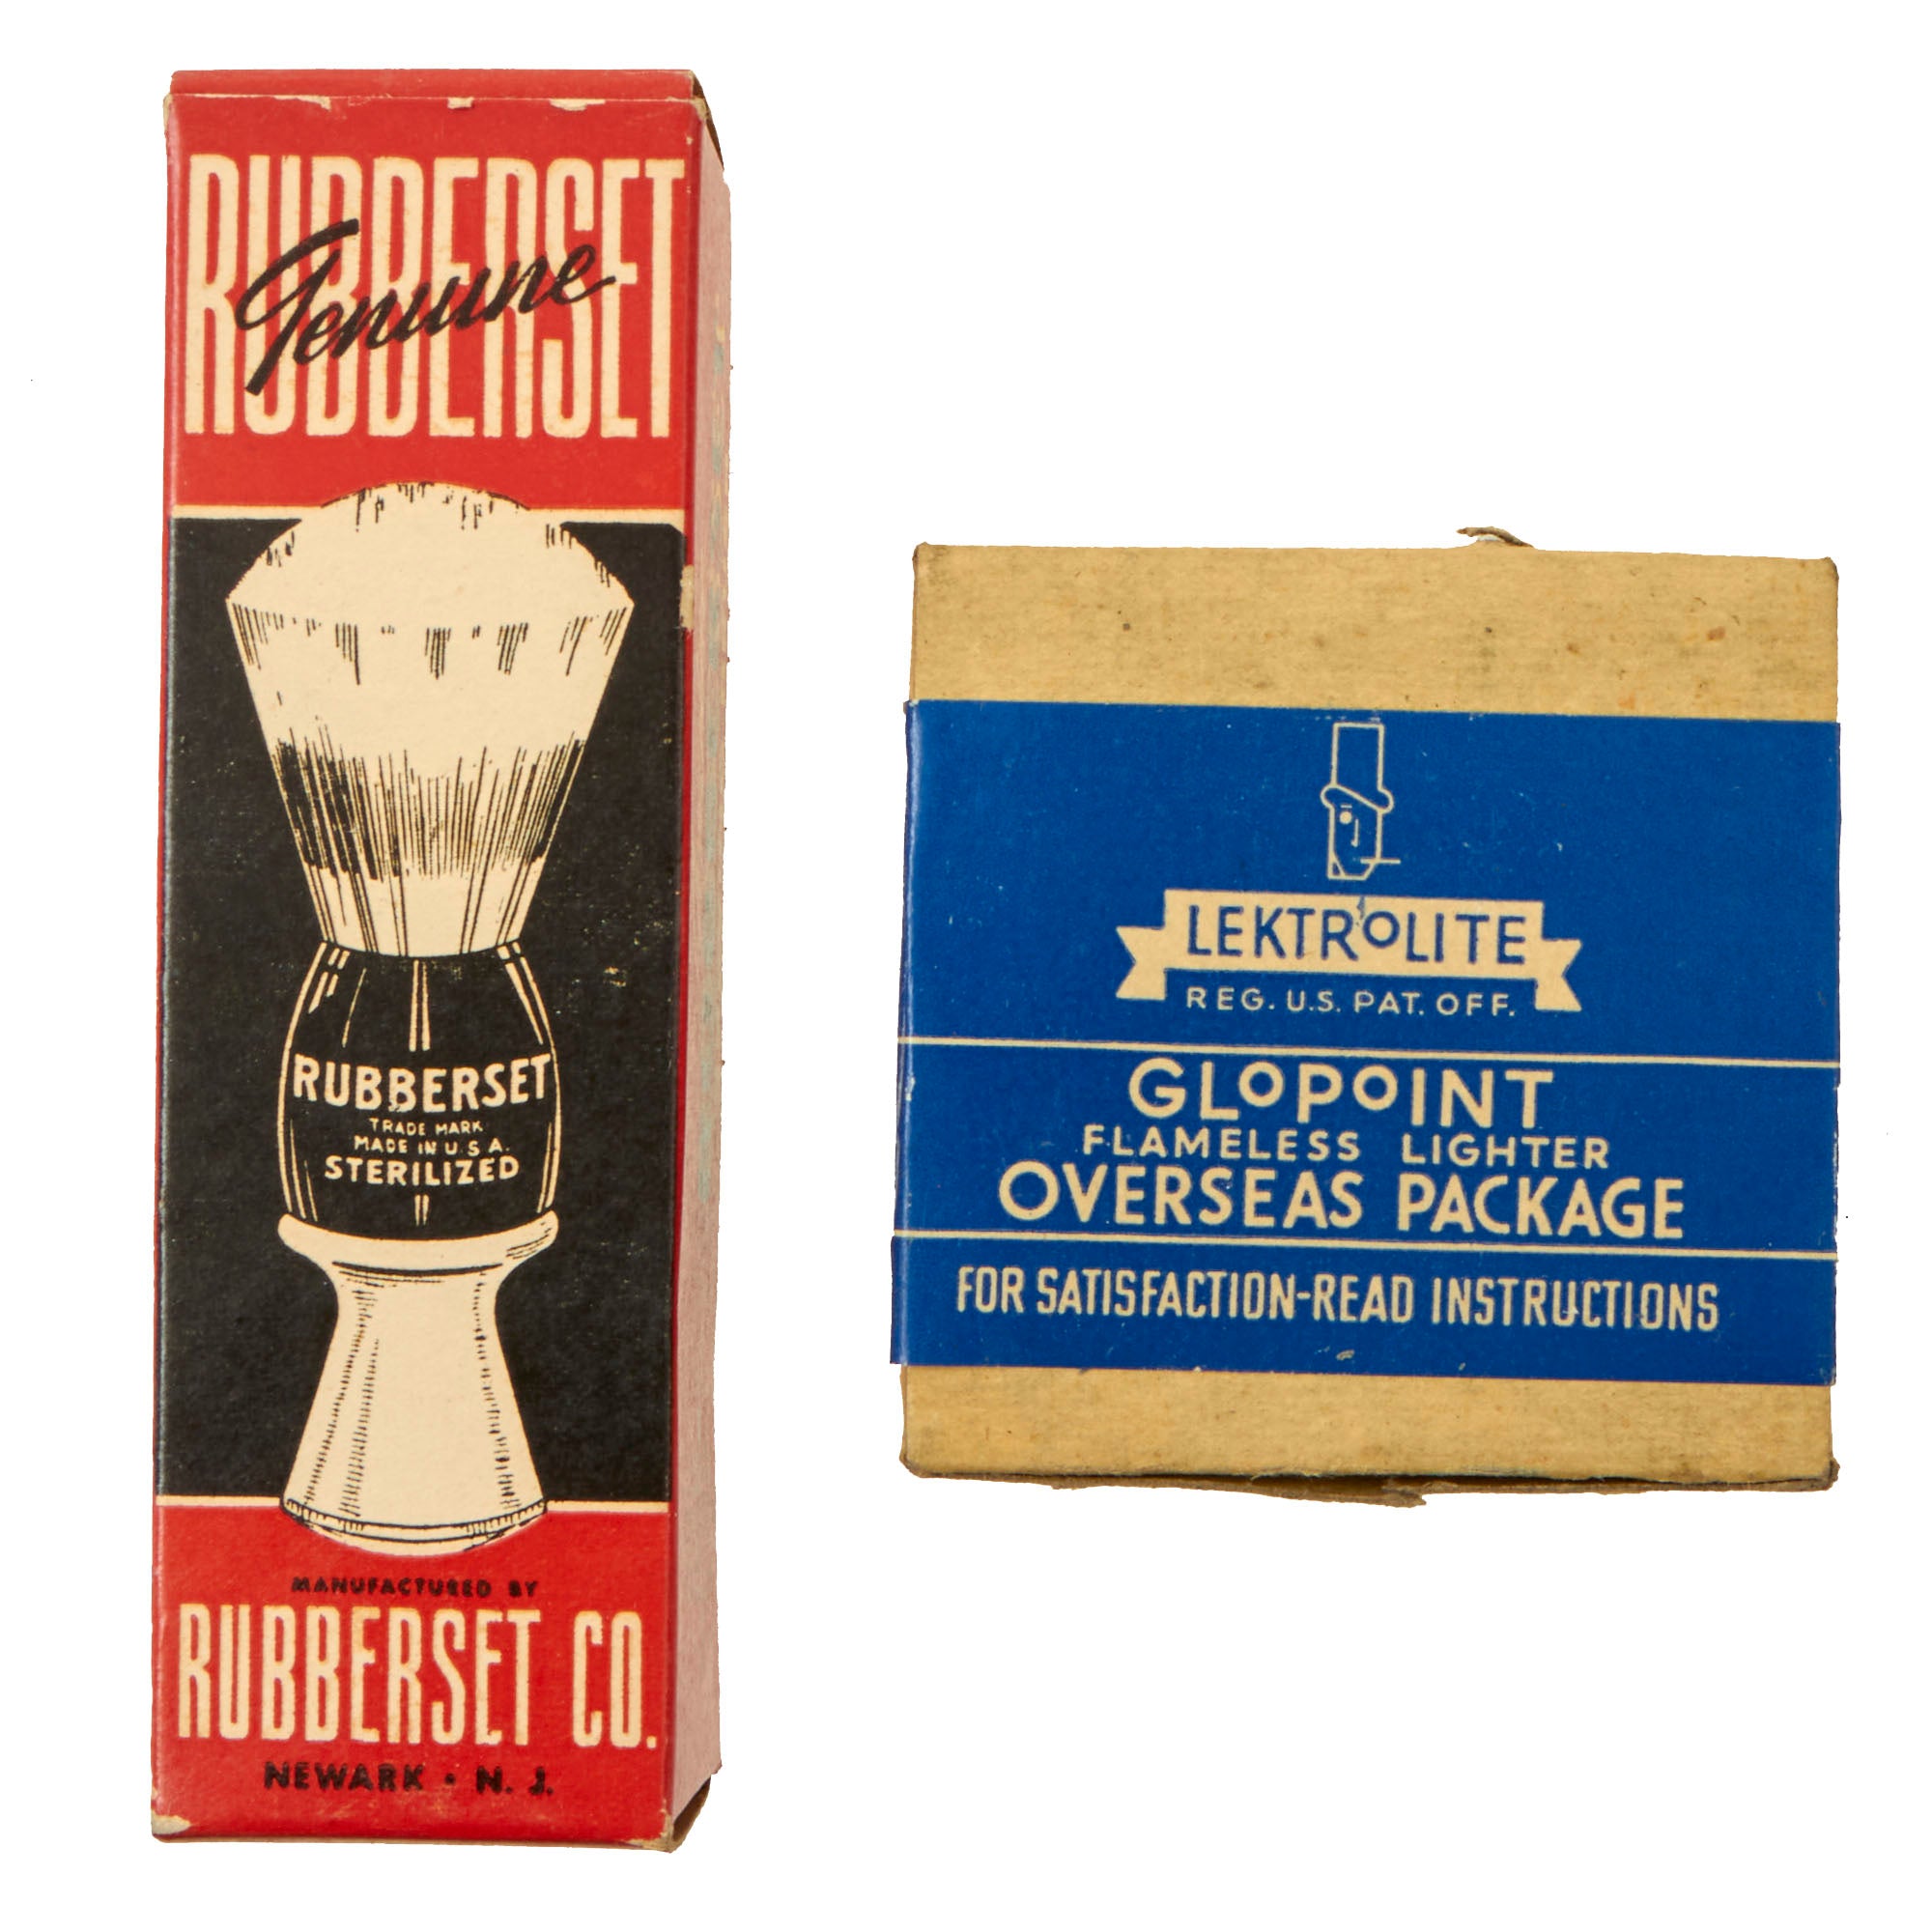 RUBBERSET
Genuine
RUBBERSET
TRADE MARK
MADE IN U.S.A.
STERILIZED
MANUFACTURED BY
RUBBERSET CO.
NEWARK • N. J.
LEKTROLITE
REG. U.S. PAT. OFF.
GLOPOINT
FLAMELESS LIGHTER
OVERSEAS PACKAGE
FOR SATISFACTION-READ INSTRUCTIONS